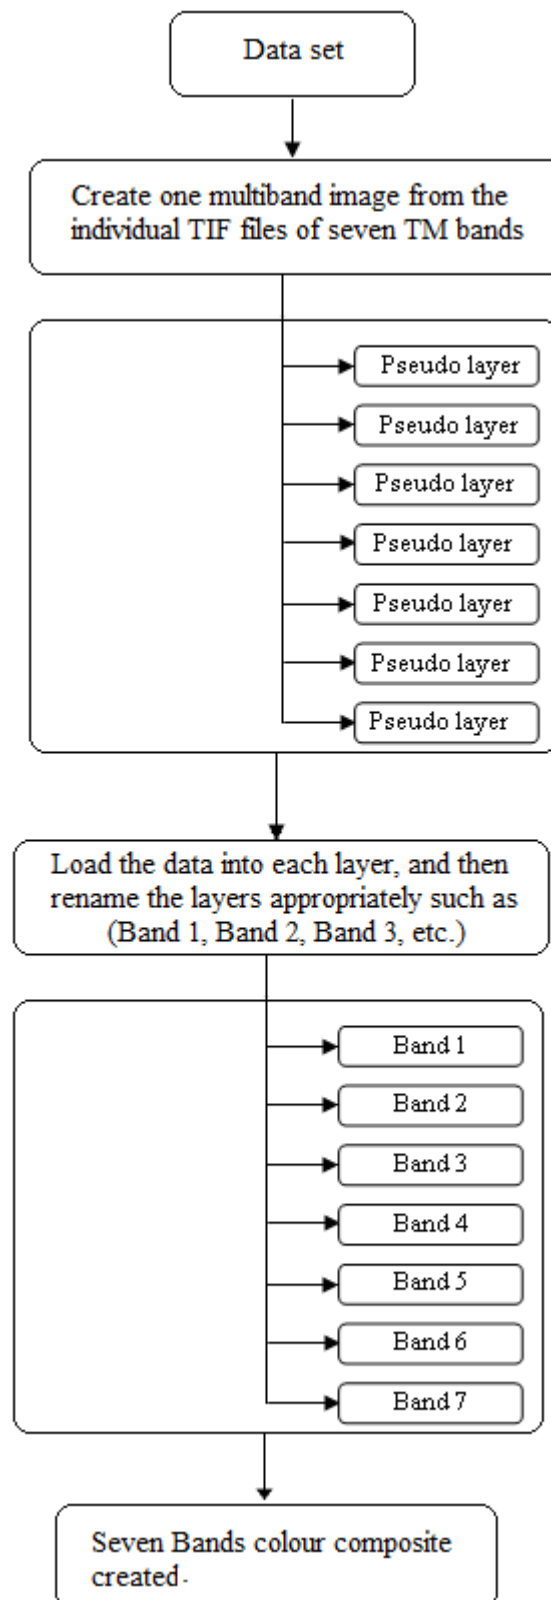 Data set
Create one multiband image from the
individual TIF files of seven TM bands
Pseudo layer
Pseudo layer
Pseudo layer
Pseudo layer
Pseudo layer
Pseudo layer
Pseudo layer
Load the data into each layer, and then
rename the layers appropriately such as
(Band 1, Band 2, Band 3, etc.)
Band 1
Band 2
Band 3
Band 4
Band 5
Band 6
Band 7
Seven Bands colour composite
created.